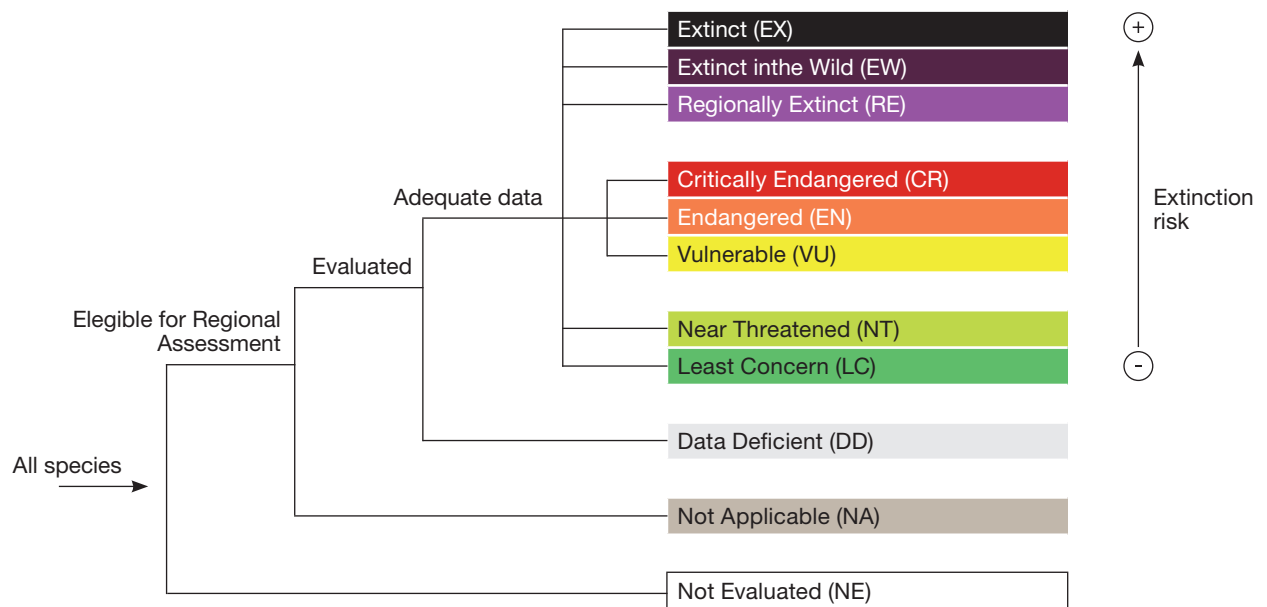 Extinct (EX)
+
Extinct inthe Wild (EW)
Regionally Extinct (RE)
Critically Endangered (CR)
Adequate data
Endangered (EN)
Extinction
risk
Vulnerable (VU)
Evaluated
Elegible for Regional
Assessment
Near Threatened (NT)
Least Concern (LC)
-
Data Deficient (DD)
All species
Not Applicable (NA)
Not Evaluated (NE)